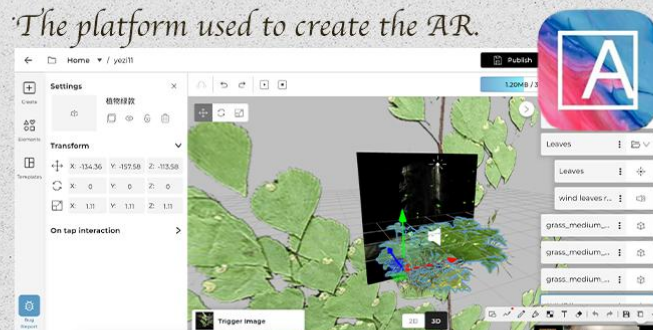 The platform used to create the AR.
Home / yezi11
Publish
Settings
1.20MB / 3
植物绿款
Create
Elements
Templates
Transform
X: -134.36 Y: -157.58 Z: -113.58
X: 0 Y: 0 Z: 0
X: 1.11 Y: 1.11 Z: 1.11
On tap interaction
A
Leaves
Leaves
wind leaves r...
grass_medium_...
grass_medium_...
grass_medium_...
Bug Report
Trigger Image
2D 3D